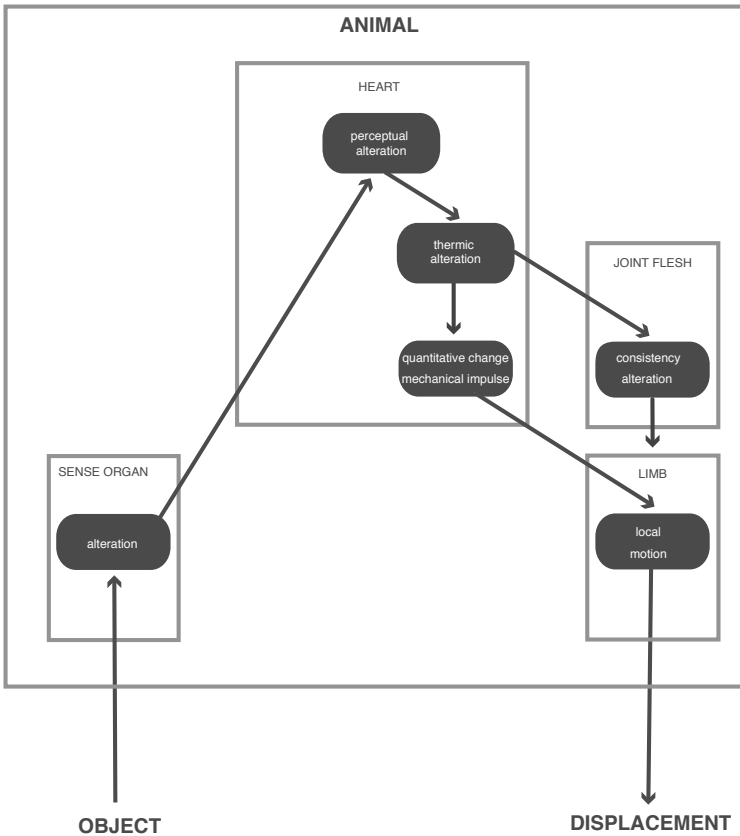 ANIMAL
HEART
perceptual
alteration
thermic
alteration
JOINT FLESH
quantitative change
mechanical impulse
consistency
alteration
SENSE ORGAN
alteration
LIMB
local
motion
OBJECT
DISPLACEMENT